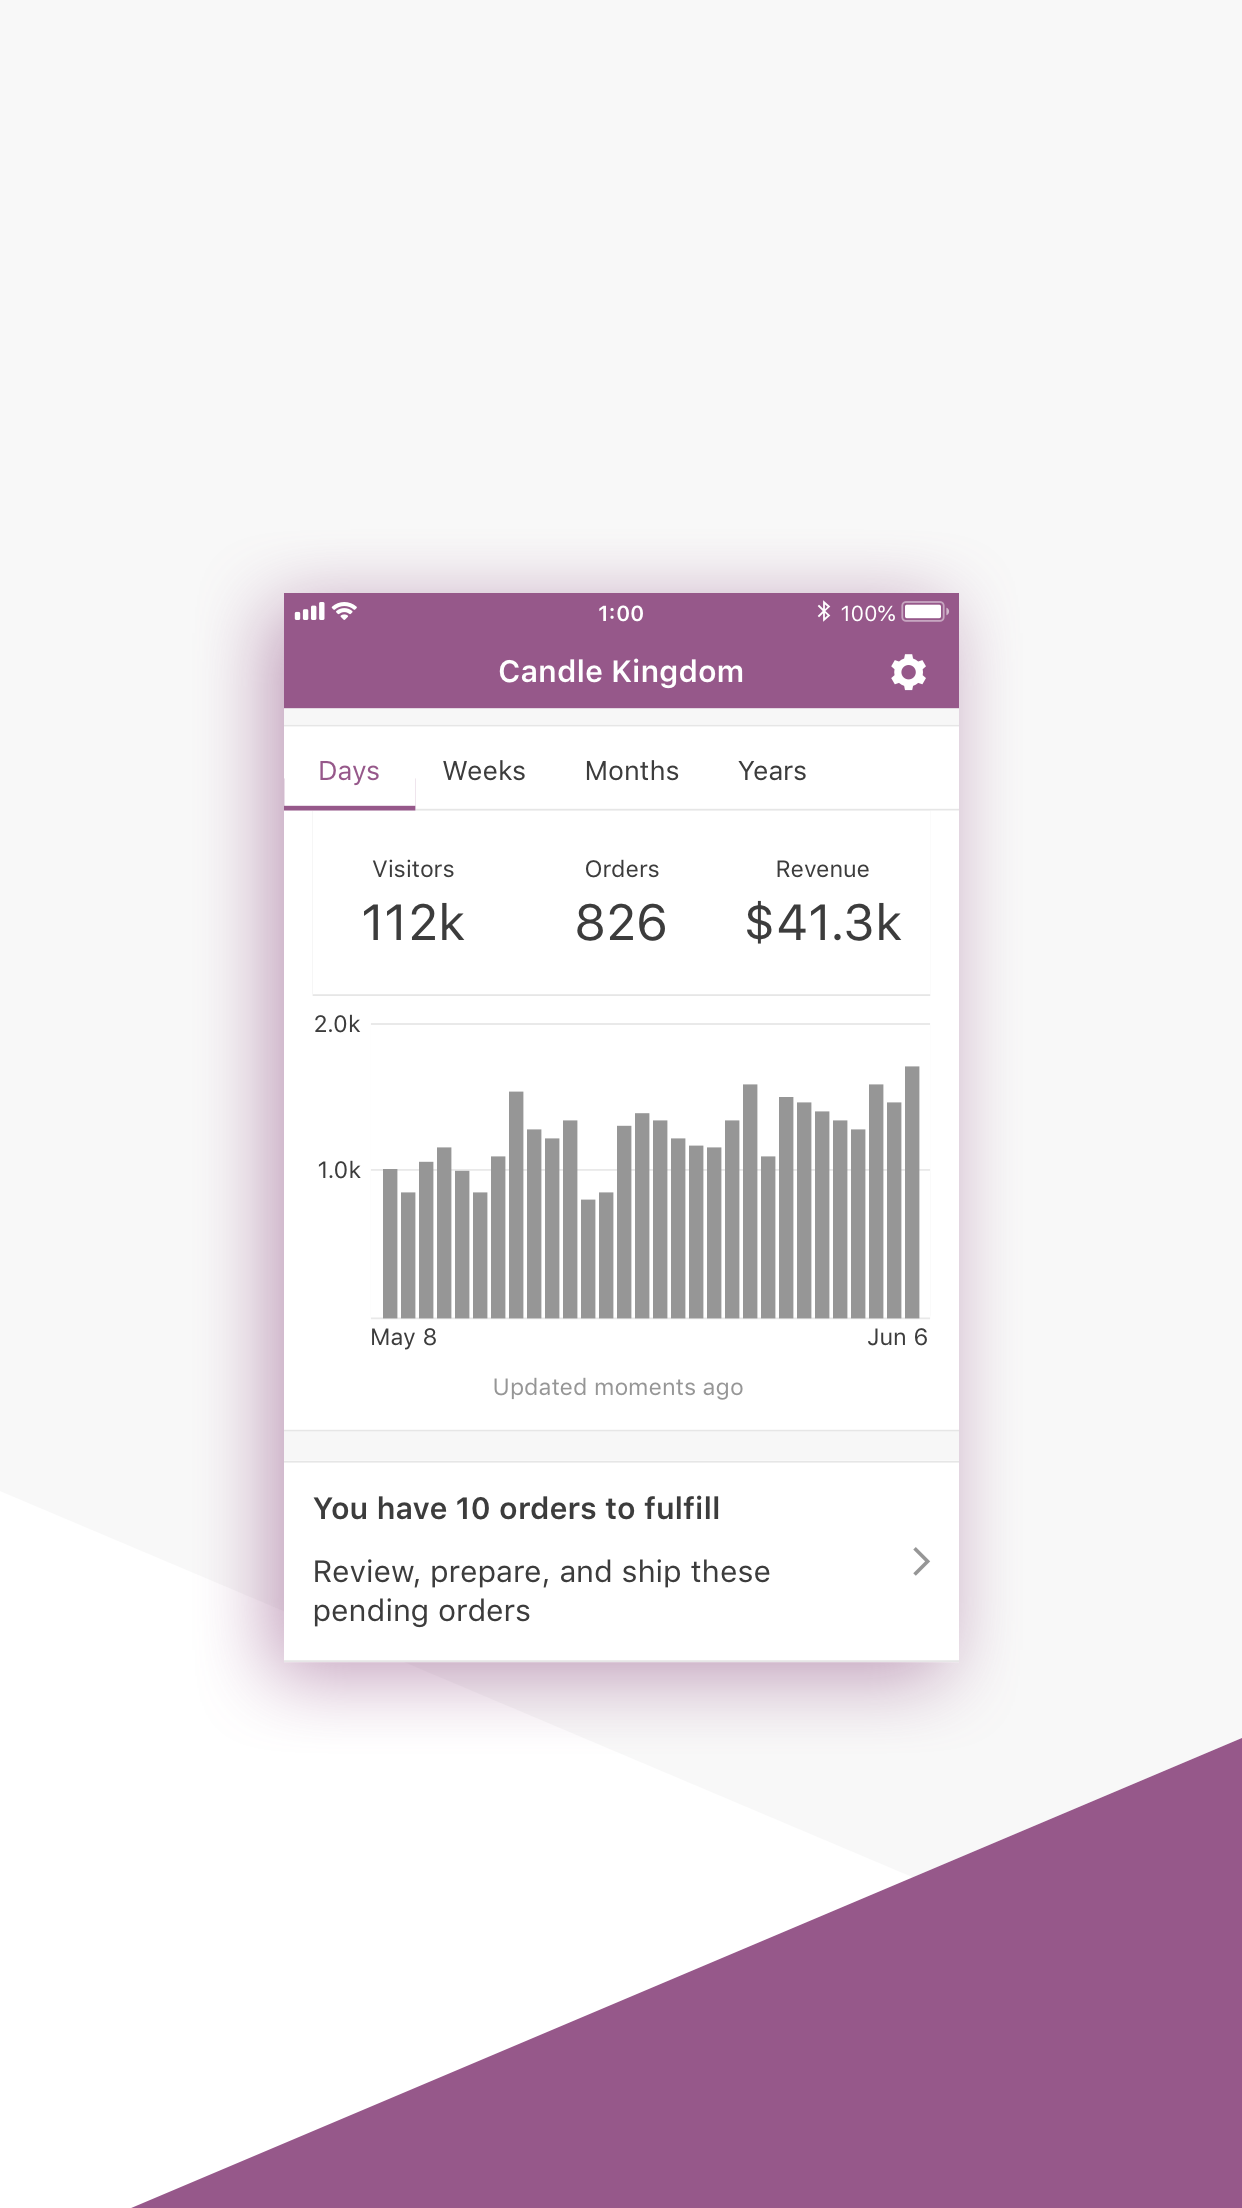 1:00
100%
Candle Kingdom
Days Weeks Months Years
Visitors Orders Revenue
112k 826 $41.3k
2.0k
1.0k
May 8 Jun 6
Updated moments ago
You have 10 orders to fulfill
Review, prepare, and ship these
pending orders